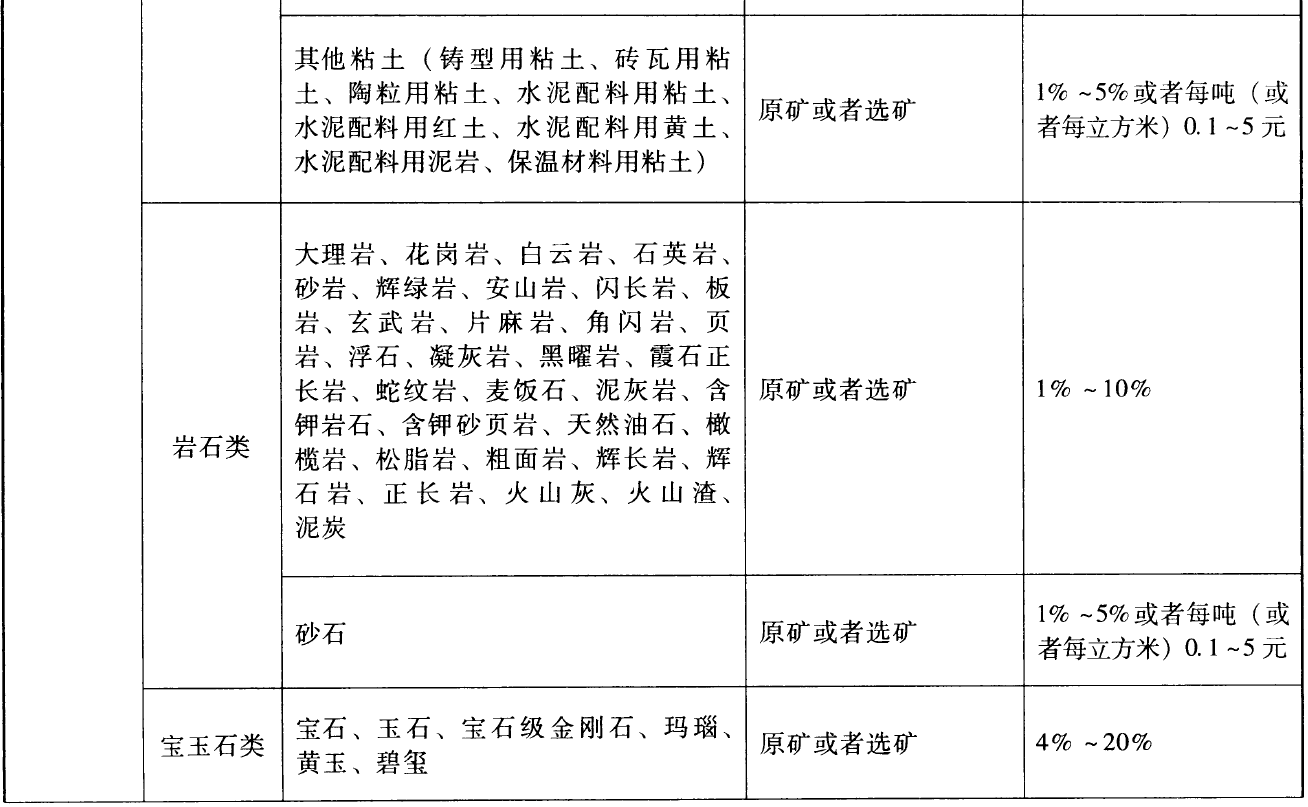 其他粘土（铸型用粘土、砖瓦用粘
土、陶粒用粘土、水泥配料用粘土、
水泥配料用红土、水泥配料用黄土、
水泥配料用泥岩、保温材料用粘土）
原矿或者选矿
1% ~5%或者每吨（或
者每立方米）0.1~5元
岩石类
大理岩、花岗岩、白云岩、石英岩、
砂岩、辉绿岩、安山岩、闪长岩、板
岩、玄武岩、片麻岩、角闪岩、页
岩、浮石、凝灰岩、黑曜岩、霞石正
长岩、蛇纹岩、麦饭石、泥灰岩、含
钾岩石、含钾砂页岩、天然油石、橄
榄岩、松脂岩、粗面岩、辉长岩、辉
石岩、正长岩、火山灰、火山渣、
泥炭
原矿或者选矿
1% ~10%
砂石
原矿或者选矿
1% ~5%或者每吨（或
者每立方米）0.1~5元
宝玉石类
宝石、玉石、宝石级金刚石、玛瑙、
黄玉、碧玺
原矿或者选矿
4% ~20%